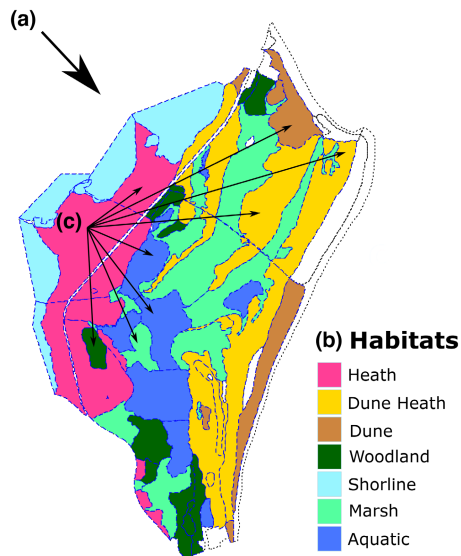 (a)
(c)
(b) Habitats
Heath
Dune Heath
Dune
Woodland
Shorline
Marsh
Aquatic